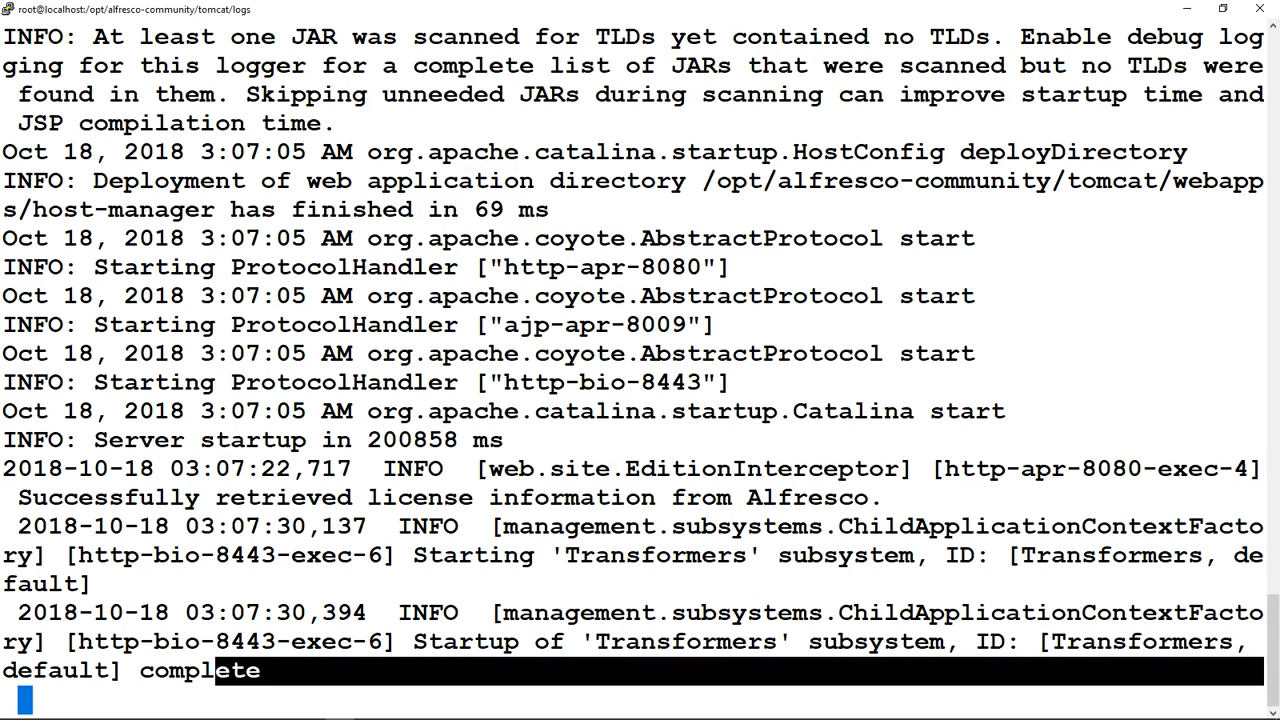 root@localhost:/opt/alfresco-community/tomcat/logs
INFO: At least one JAR was scanned for TLDs yet contained no TLDs. Enable debug log
ging for this logger for a complete list of JARs that were scanned but no TLDs were
found in them. Skipping unneeded JARs during scanning can improve startup time and
JSP compilation time.
Oct 18, 2018 3:07:05 AM org.apache.catalina.startup.HostConfig deployDirectory
INFO: Deployment of web application directory /opt/alfresco-community/tomcat/webapp
s/host-manager has finished in 69 ms
Oct 18, 2018 3:07:05 AM org.apache.coyote.AbstractProtocol start
INFO: Starting ProtocolHandler ["http-apr-8080"]
Oct 18, 2018 3:07:05 AM org.apache.coyote.AbstractProtocol start
INFO: Starting ProtocolHandler ["ajp-apr-8009"]
Oct 18, 2018 3:07:05 AM org.apache.coyote.AbstractProtocol start
INFO: Starting ProtocolHandler ["http-bio-8443"]
Oct 18, 2018 3:07:05 AM org.apache.catalina.startup.Catalina start
INFO: Server startup in 200858 ms
2018-10-18 03:07:22,717  INFO  [web.site.EditionInterceptor] [http-apr-8080-exec-4]
Successfully retrieved license information from Alfresco.
2018-10-18 03:07:30,137  INFO  [management.subsystems.ChildApplicationContextFacto
ry] [http-bio-8443-exec-6] Starting 'Transformers' subsystem, ID: [Transformers, de
fault]
2018-10-18 03:07:30,394  INFO  [management.subsystems.ChildApplicationContextFacto
ry] [http-bio-8443-exec-6] Startup of 'Transformers' subsystem, ID: [Transformers,
default] complete